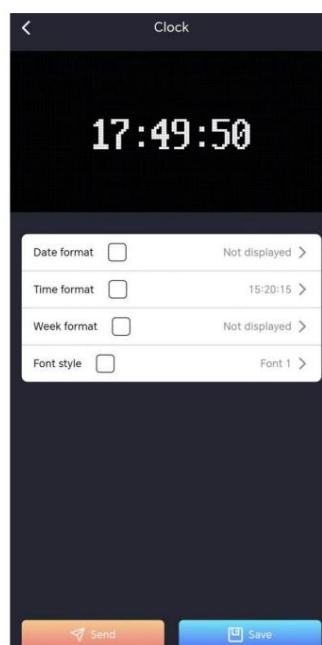 Clock
17:49:50
Date format Not displayed
Time format 15:20:15
Week format Not displayed
Font style Font 1
Send Save